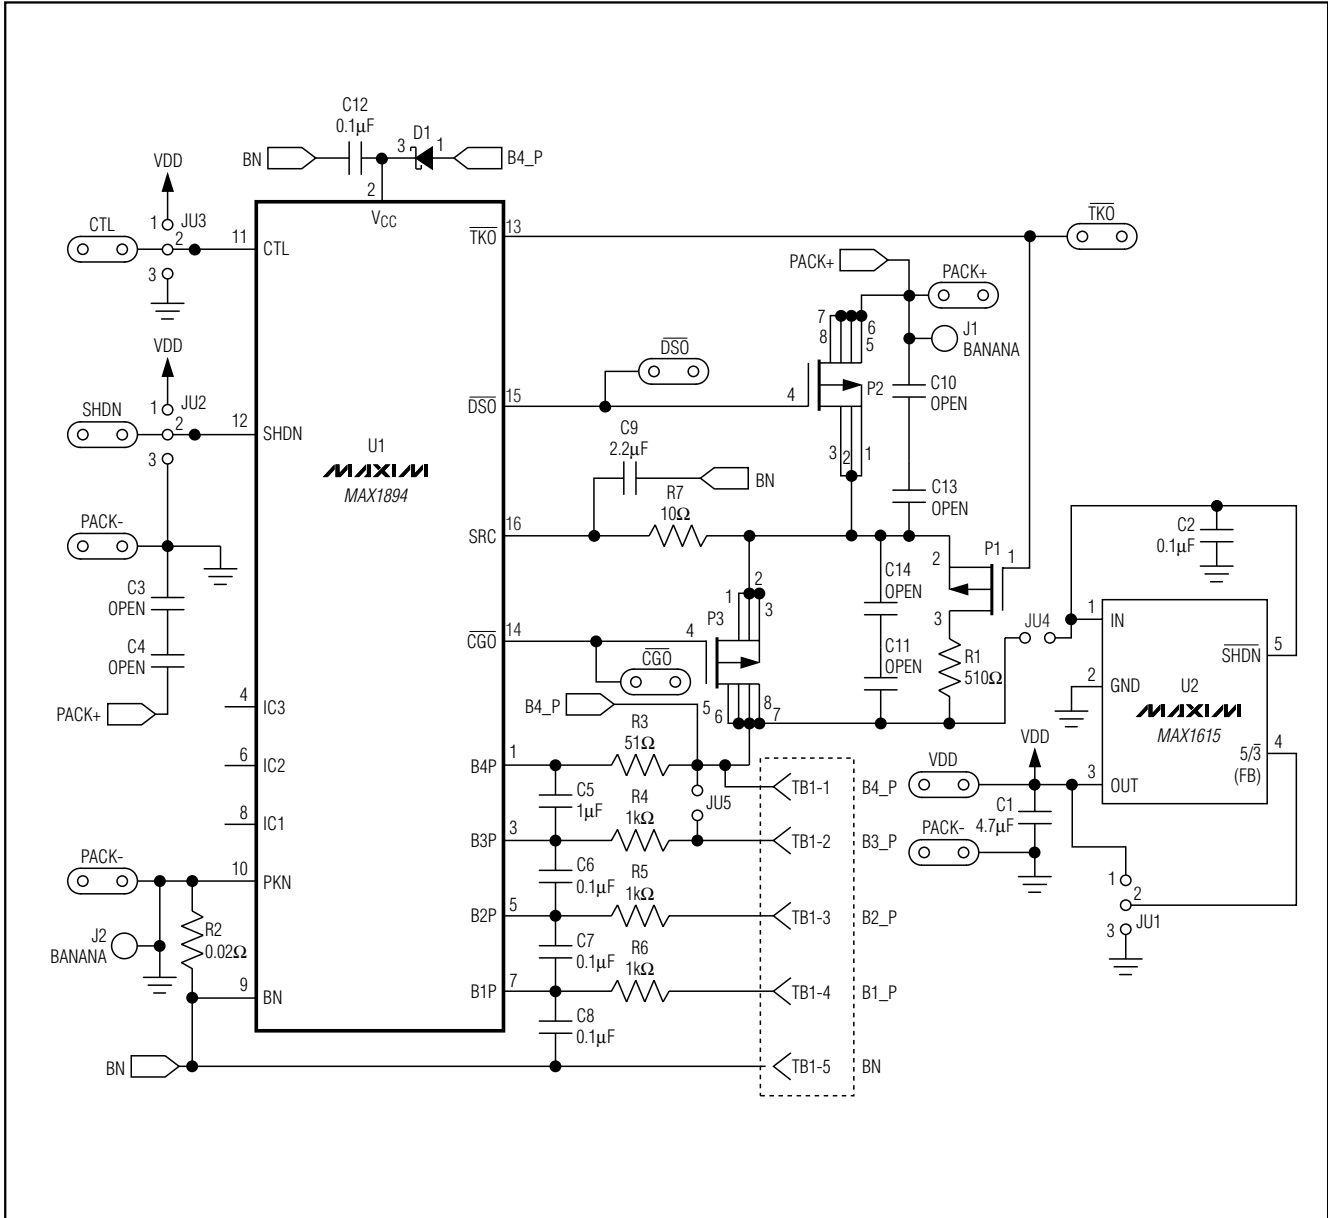 C12
0.1µF
D1
BN
3
1
B4_P
2
VCC
VDD
1
JU3
CTL
2
11
CTL
3
VDD
1
JU2
SHDN
2
12
SHDN
3
PACK-
C3
OPEN
C4
OPEN
PACK+
4
IC3
6
IC2
8
IC1
PACK-
10
PKN
J2
BANANA
R2
0.02Ω
9
BN
BN
U1
MAXIM
MAX1894
TKO
13
TKO
PACK+
PACK+
7
8
6
5
J1
BANANA
DSO
DSO
15
4
P2
C10
OPEN
3
2
1
C9
2.2µF
BN
R7
10Ω
SRC
16
C13
OPEN
2
P1
1
3
C14
OPEN
C11
OPEN
R1
510Ω
1
2
3
P3
CGO
14
4
CGO
B4_P
5
6
8
7
JU4
C2
0.1µF
1
IN
SHDN
5
2
GND
U2
MAXIM
MAX1615
5/3
(FB)
4
3
OUT
VDD
VDD
C1
4.7µF
PACK-
1
2
3
JU1
B4P
1
R3
51Ω
C5
1µF
JU5
TB1-1
B4_P
B3P
3
R4
1kΩ
TB1-2
B3_P
C6
0.1µF
B2P
5
R5
1kΩ
TB1-3
B2_P
C7
0.1µF
B1P
7
R6
1kΩ
TB1-4
B1_P
C8
0.1µF
TB1-5
BN